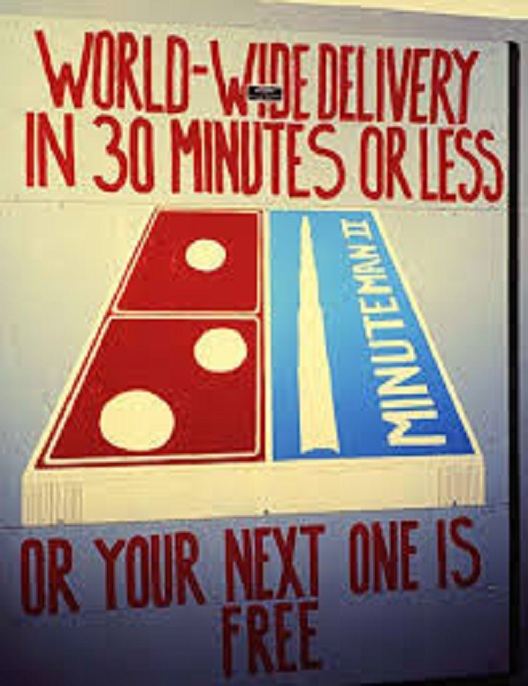 WORLD-WIDE DELIVERY
IN 30 MINUTES OR LESS
MINUTEMAN II
OR YOUR NEXT ONE IS
FREE